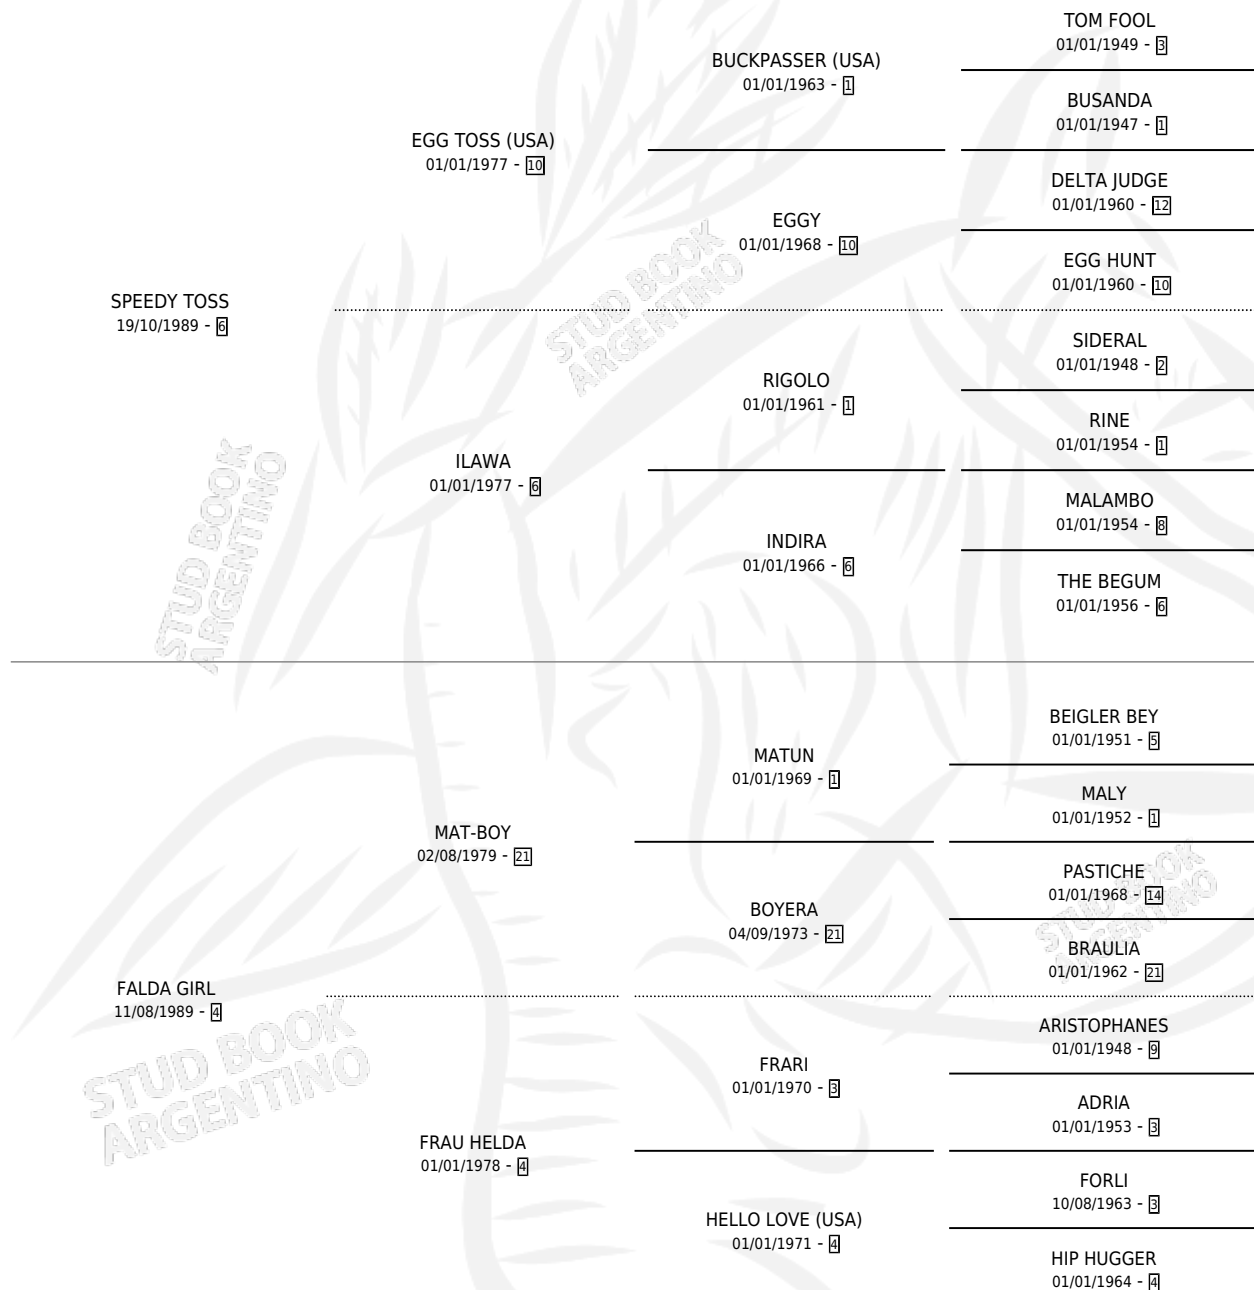 TOM FOOL
01/01/1949 - 3
BUCKPASSER (USA)
01/01/1963 - 1
BUSANDA
01/01/1947 - 1
EGG TOSS (USA)
01/01/1977 - 10
DELTA JUDGE
01/01/1960 - 12
EGGY
01/01/1968 - 10
EGG HUNT
01/01/1960 - 10
SPEEDY TOSS
19/10/1989 - 6
STUD BOOK
ARGENTINO
SIDERAL
01/01/1948 - 2
RIGOLO
01/01/1961 - 1
RINE
01/01/1954 - 1
ILAWA
01/01/1977 - 6
MALAMBO
01/01/1954 - 8
INDIRA
01/01/1966 - 6
THE BEGUM
01/01/1956 - 6
STUD BOOK
ARGENTINO
BEIGLER BEY
01/01/1951 - 5
MATUN
01/01/1969 - 1
MALY
01/01/1952 - 1
MAT-BOY
02/08/1979 - 21
PASTICHE
01/01/1968 - 14
BOYERA
04/09/1973 - 21
BRAULIA
01/01/1962 - 21
STUD BOOK
ARGENTINO
FALDA GIRL
11/08/1989 - 4
STUD BOOK
ARGENTINO
ARISTOPHANES
01/01/1948 - 9
FRARI
01/01/1970 - 3
ADRIA
01/01/1953 - 3
FRAU HELDA
01/01/1978 - 4
FORLI
10/08/1963 - 3
HELLO LOVE (USA)
01/01/1971 - 4
HIP HUGGER
01/01/1964 - 4